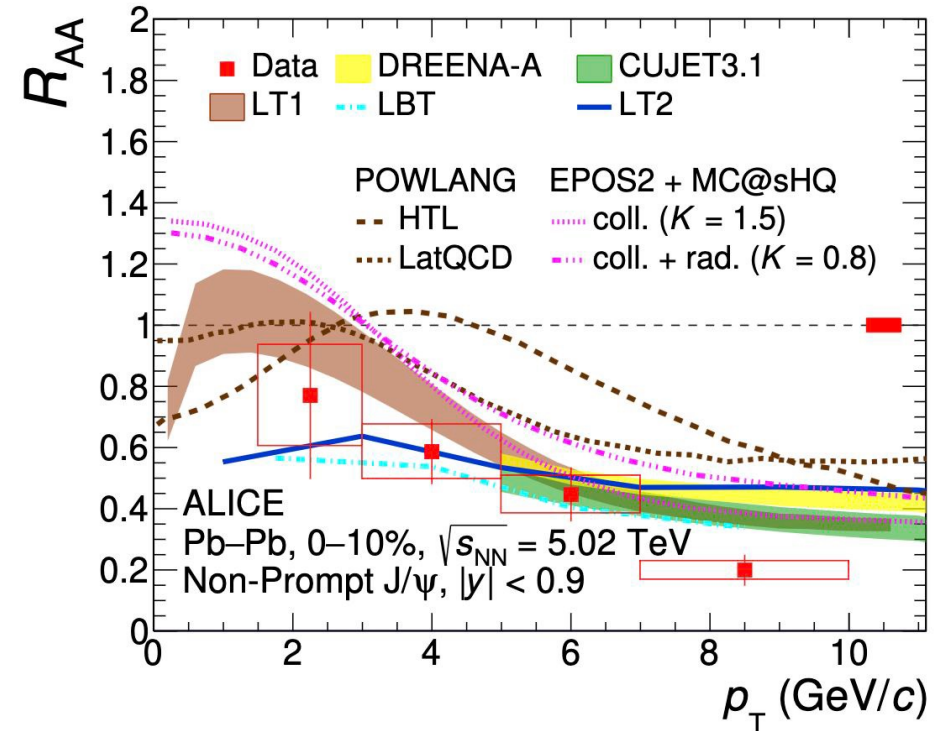 R_AA
2
1.8
1.6
1.4
1.2
1
0.8
0.6
0.4
0.2
0
Data DREENA-A CUJET3.1
LT1 LBT LT2
POWLANG EPOS2 + MC@sHQ
HTL coll. (K = 1.5)
LatQCD coll. + rad. (K = 0.8)
ALICE
Pb–Pb, 0–10%, √s_NN = 5.02 TeV
Non-Prompt J/ψ, |y| < 0.9
0 2 4 6 8 10
p_T (GeV/c)